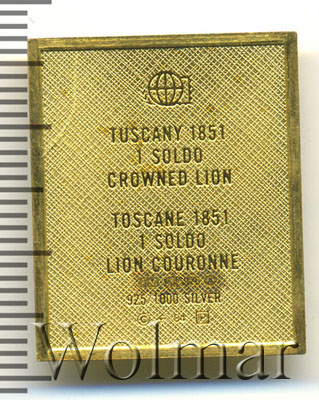 TUSCANY 1851
1 SOLDO
CROWNED LION
TOSCANE 1851
1 SOLDO
LION COURONNE
925/1000 SILVER
Wolmar